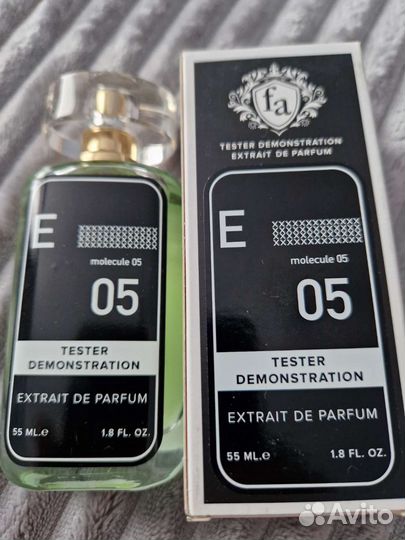 E
molecule 05
05
TESTER
DEMONSTRATION
EXTRAIT DE PARFUM
55 ML.e 1.8 FL. OZ.
fa
TESTER DEMONSTRATION
EXTRAIT DE PARFUM
E
molecule 05
05
TESTER
DEMONSTRATION
EXTRAIT DE PARFUM
55 ML.e 1.8 FL. OZ.
Avito